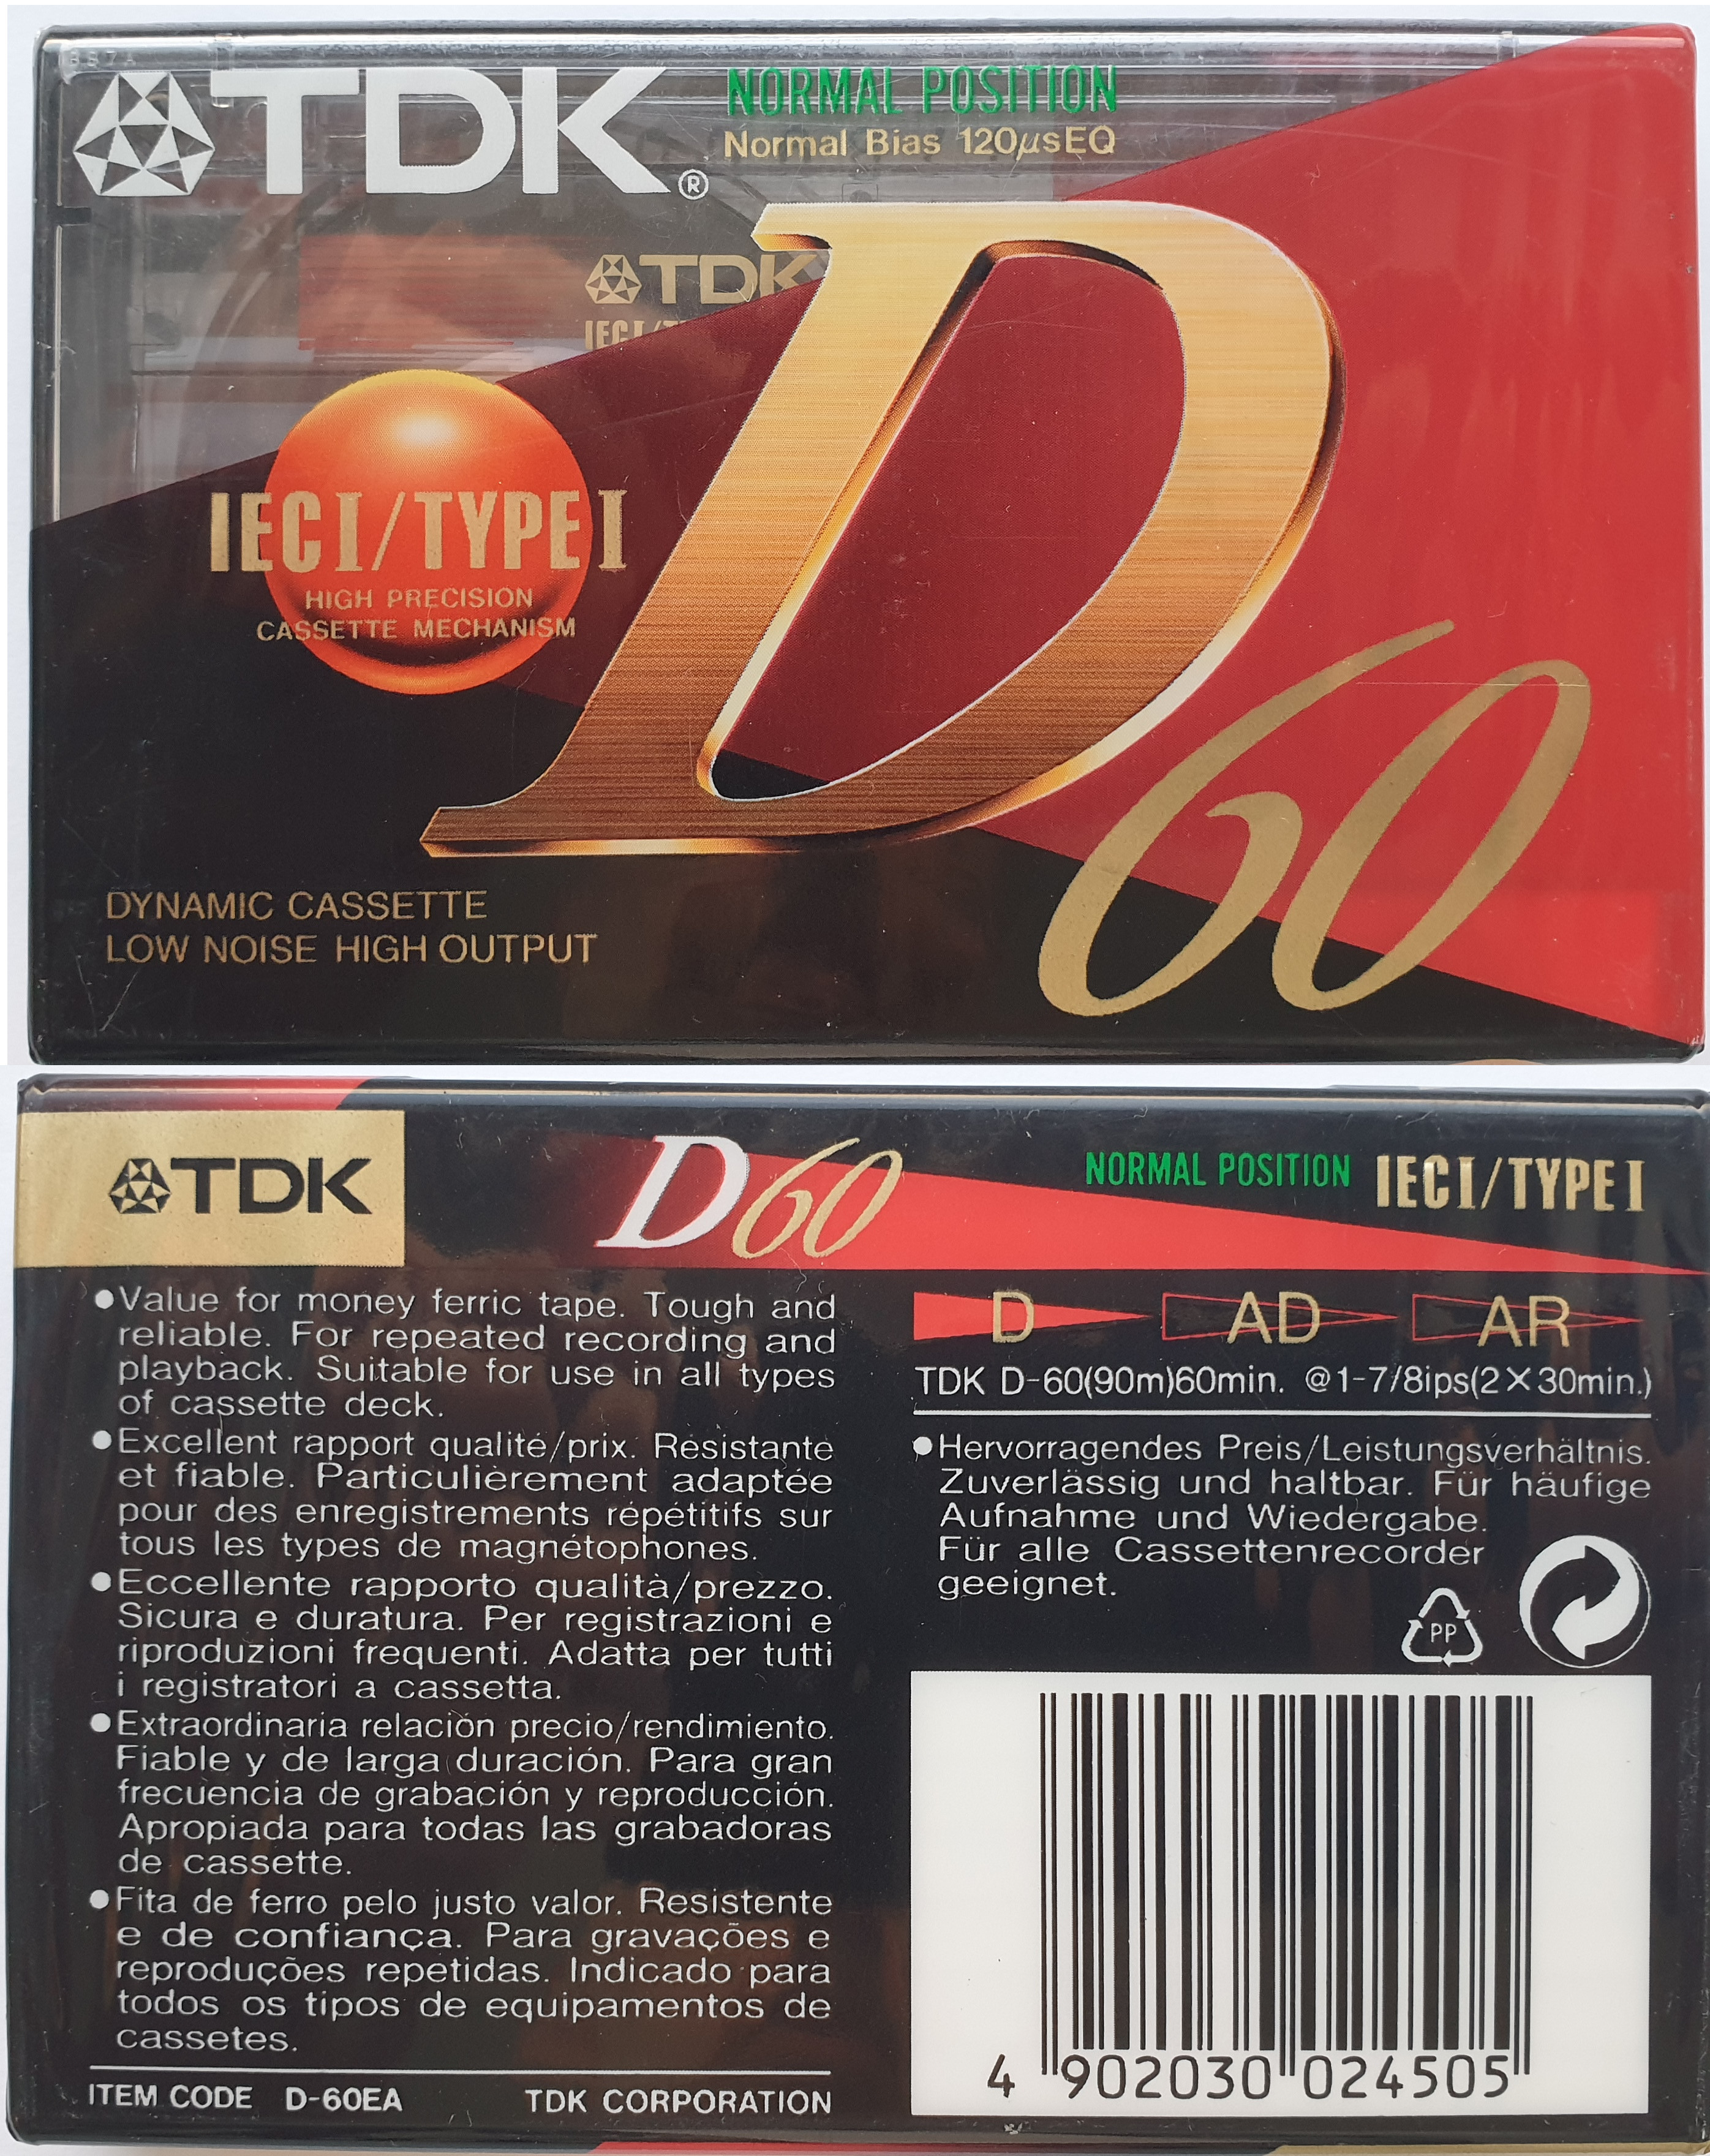 TDK®
NORMAL POSITION
Normal Bias 120μsEQ
TDK
IECI/TYPEI
HIGH PRECISION
CASSETTE MECHANISM
D
60
DYNAMIC CASSETTE
LOW NOISE HIGH OUTPUT
TDK D60 NORMAL POSITION IECI/TYPEI
●Value for money ferric tape. Tough and
reliable. For repeated recording and
playback. Suitable for use in all types
of cassette deck.
●Excellent rapport qualité/prix. Résistante
et fiable. Particulièrement adaptée
pour des enregistrements répétitifs sur
tous les types de magnétophones.
●Eccellente rapporto qualità/prezzo.
Sicura e duratura. Per registrazioni e
riproduzioni frequenti. Adatta per tutti
i registratori a cassetta.
●Extraordinaria relación precio/rendimiento.
Fiable y de larga duración. Para gran
frecuencia de grabación y reproducción.
Apropiada para todas las grabadoras
de cassette.
●Fita de ferro pelo justo valor. Resistente
e de confiança. Para gravações e
reproduções repetidas. Indicado para
todos os tipos de equipamentos de
cassetes.
ITEM CODE D-60EA TDK CORPORATION
D AD AR
TDK D-60(90m)60min. @1-7/8ips(2×30min.)
●Hervorragendes Preis/Leistungsverhältnis.
Zuverlässig und haltbar. Für häufige
Aufnahme und Wiedergabe.
Für alle Cassettenrecorder
geeignet.
PP
4 902030 024505